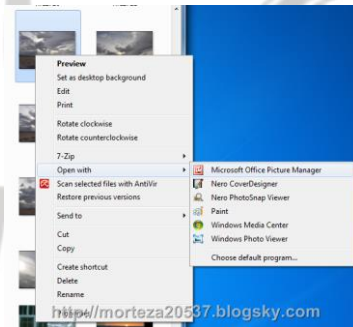 Preview
Set as desktop background
Edit
Print
Rotate clockwise
Rotate counterclockwise
7-Zip
Open with
Scan selected files with AntiVir
Restore previous versions
Send to
Cut
Copy
Create shortcut
Delete
Rename
Microsoft Office Picture Manager
Nero CoverDesigner
Nero PhotoSnap Viewer
Paint
Windows Media Center
Windows Photo Viewer
Choose default program...
http://morteza20537.blogsky.com